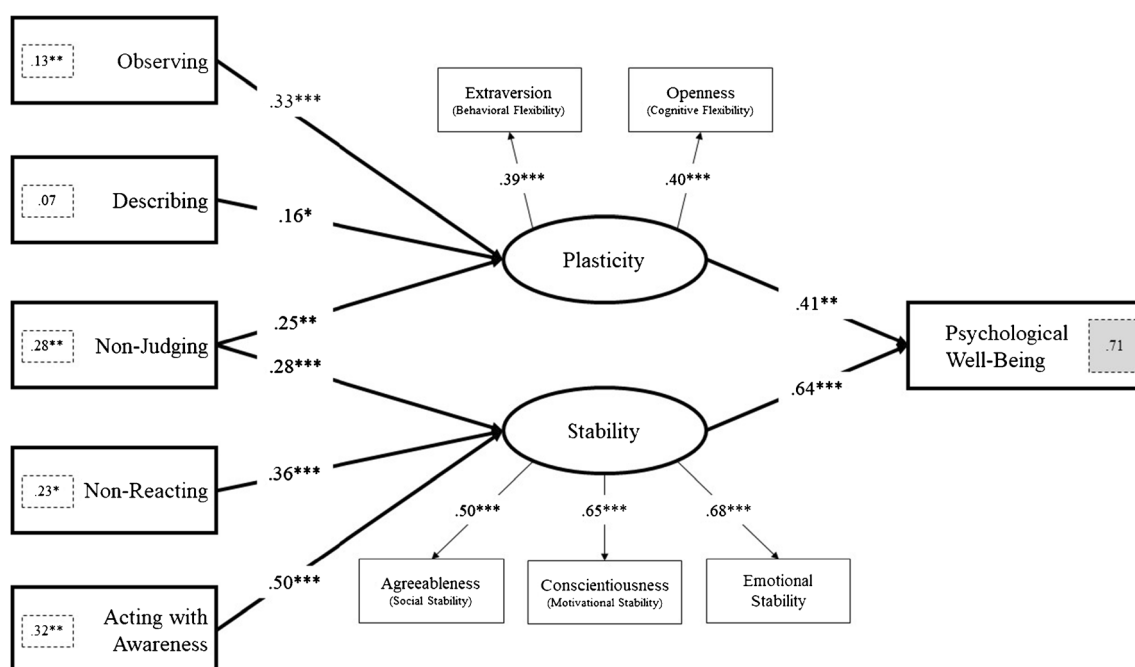 .13**
Observing
.33***
Extraversion
(Behavioral Flexibility)
Openness
(Cognitive Flexibility)
.39***
.40***
.07
Describing
.16*
Plasticity
.41**
.28**
Non-Judging
.25**
.28***
Psychological
Well-Being
.71
.64***
Stability
.23*
Non-Reacting
.36***
.50***
.65***
.68***
.50***
Agreeableness
(Social Stability)
Conscientiousness
(Motivational Stability)
Emotional
Stability
.32**
Acting with
Awareness